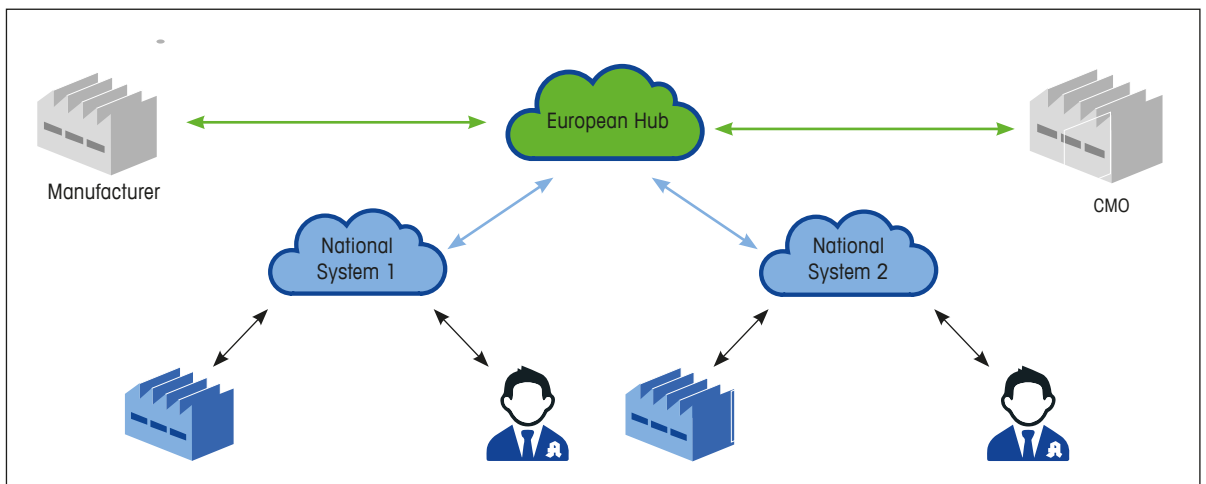 European Hub
Manufacturer
CMO
National
System 1
National
System 2